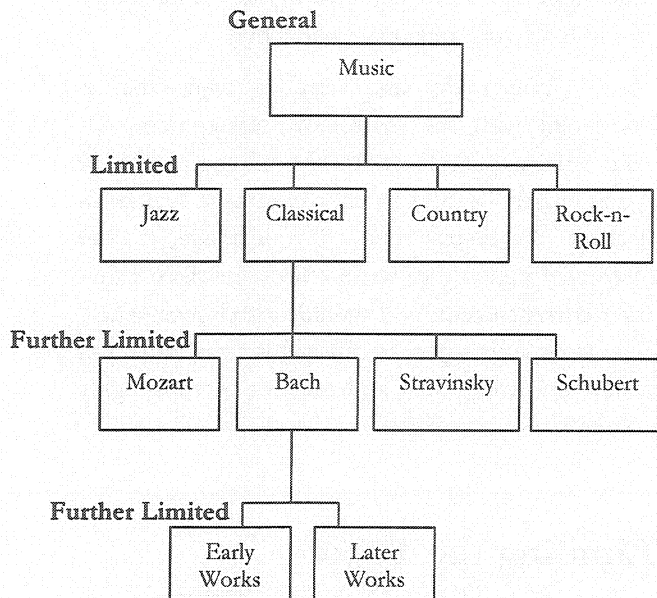 General
Music
Limited
Jazz
Classical
Country
Rock-n-
Roll
Further Limited
Mozart
Bach
Stravinsky
Schubert
Further Limited
Early
Works
Later
Works